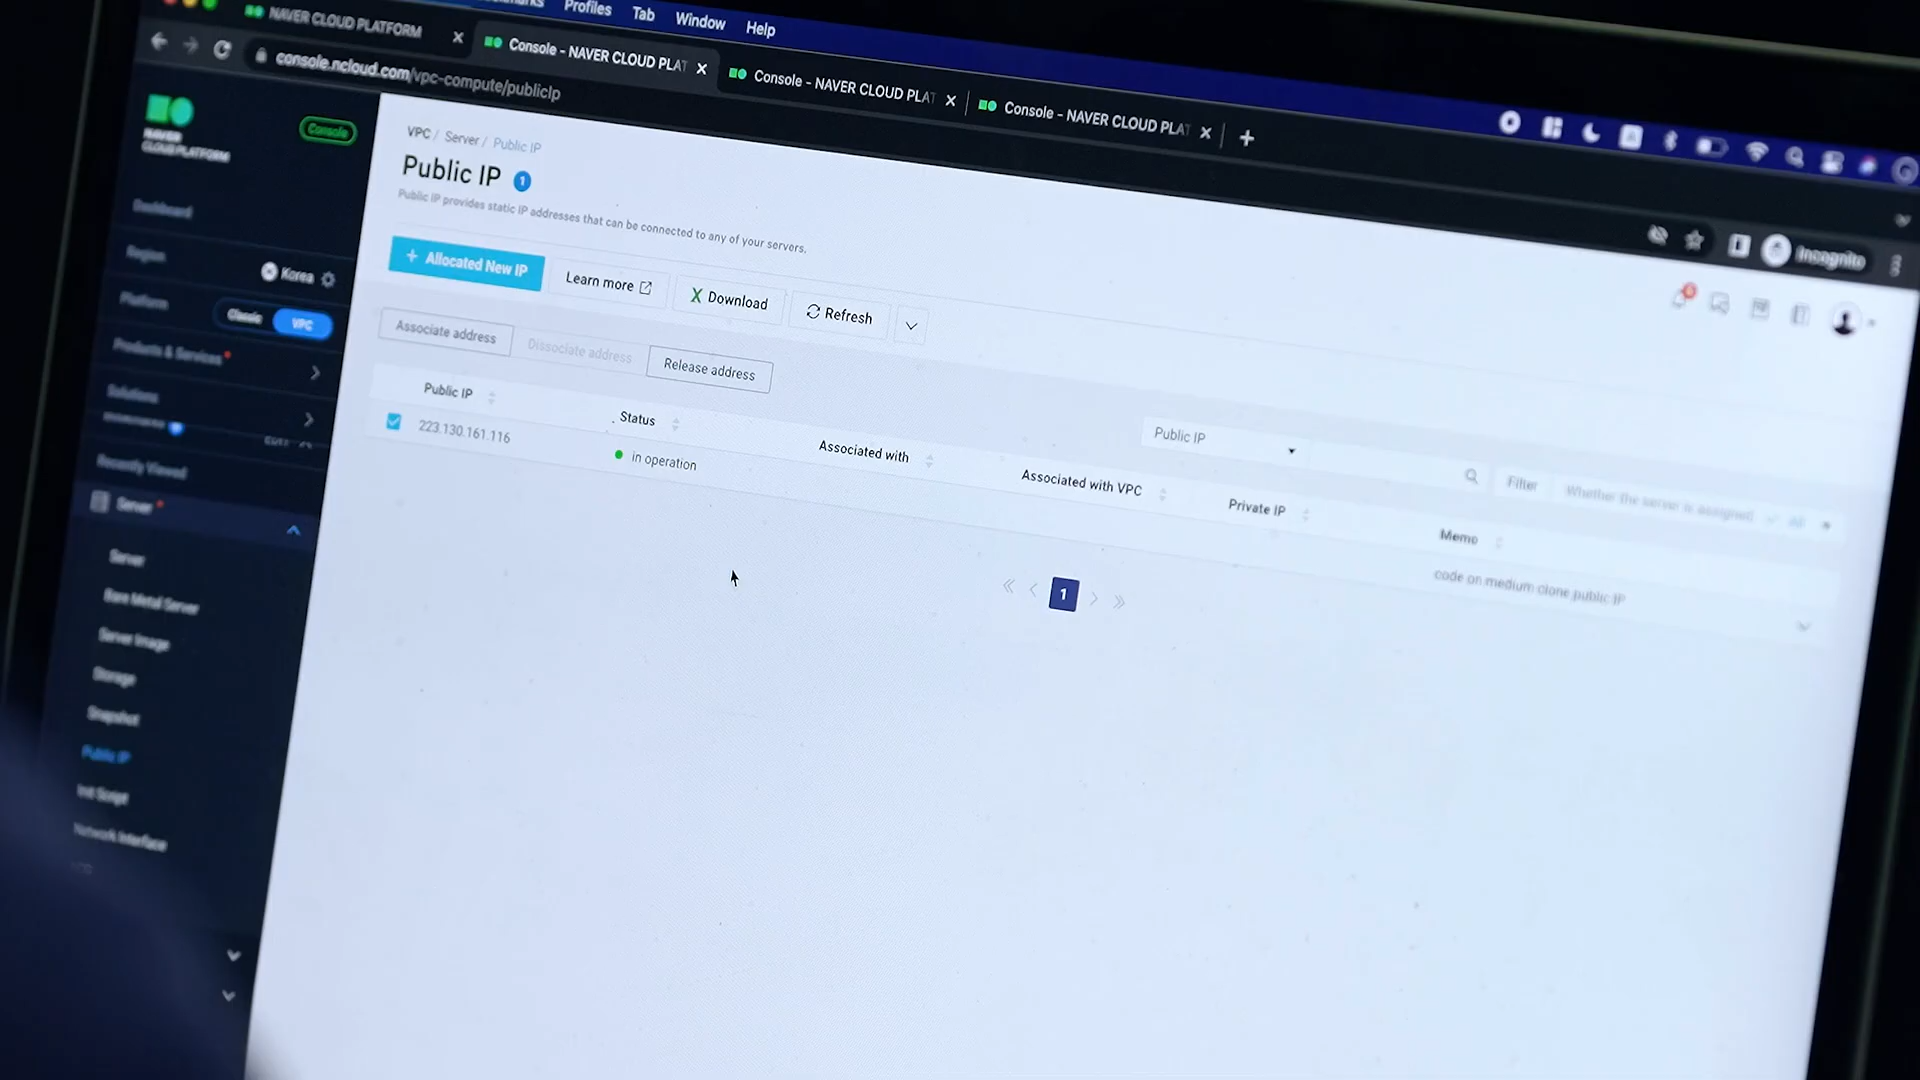 Profiles Tab Window Help
NAVER CLOUD PLATFORM
Console - NAVER CLOUD PLAT
Console - NAVER CLOUD PLAT
Console - NAVER CLOUD PLAT
console.ncloud.com/vpc-compute/publicIp
Incognito
NAVER
CLOUD PLATFORM
Console
Dashboard
Region
Korea
Platform
Classic
VPC
Products & Services
Solutions
Recently Viewed
Server
Server
Bare Metal Server
Server Image
Storage
Snapshot
Public IP
Init Script
Network Interface
VPC / Server / Public IP
Public IP 1
Public IP provides static IP addresses that can be connected to any of your servers.
+ Allocated New IP
Learn more
Download
Refresh
Associate address
Dissociate address
Release address
Public IP
Filter
Whether the server is assigned
All
Public IP
Status
Associated with
Associated with VPC
Private IP
Memo
223.130.161.116
in operation
code on medium clone public IP
1